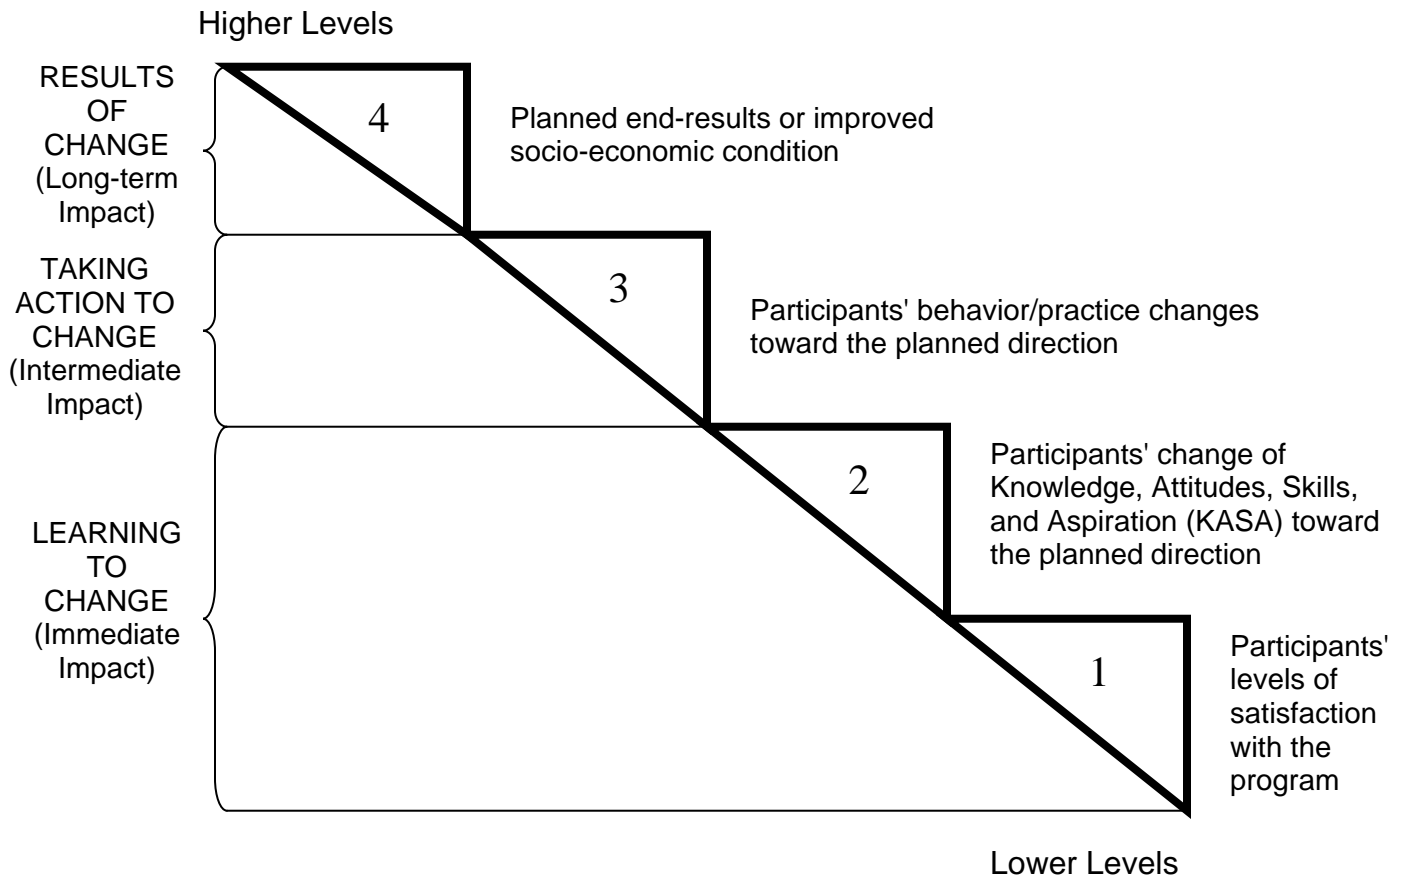 Higher Levels
RESULTS
OF
CHANGE
(Long-term
Impact)
4
Planned end-results or improved
socio-economic condition
TAKING
ACTION TO
CHANGE
(Intermediate
Impact)
3
Participants' behavior/practice changes
toward the planned direction
LEARNING
TO
CHANGE
(Immediate
Impact)
2
Participants' change of
Knowledge, Attitudes, Skills,
and Aspiration (KASA) toward
the planned direction
1
Participants'
levels of
satisfaction
with the
program
Lower Levels